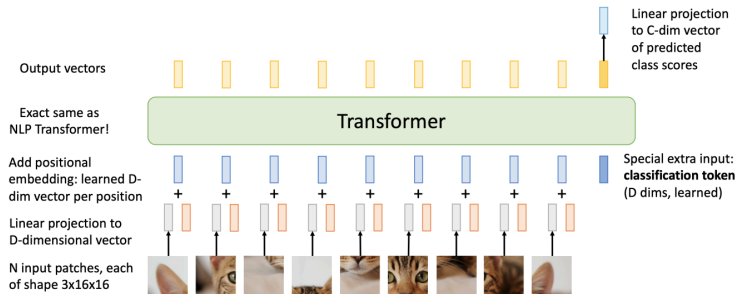 Linear projection
to C-dim vector
of predicted
class scores
Output vectors
Exact same as
NLP Transformer!
Transformer
Add positional
embedding: learned D-
dim vector per position
+ + + + + + + + +
Special extra input:
classification token
(D dims, learned)
Linear projection to
D-dimensional vector
N input patches, each
of shape 3x16x16